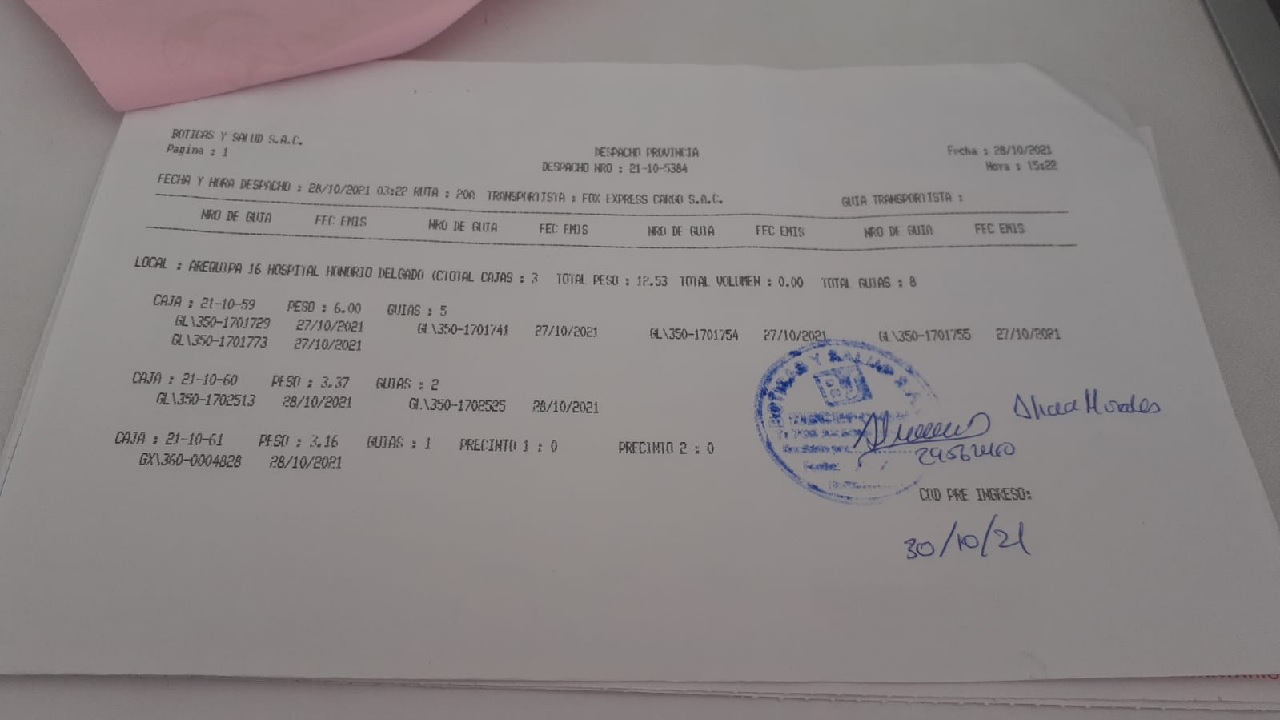 BOTICAS Y SALUD S.A.C.
Pagina : 1
DESPACHO PROVINCIA
DESPACHO NRO : 21-10-5384
Fecha : 28/10/2021
Hora : 15:22
FECHA Y HORA DESPACHO : 28/10/2021 03:22 RUTA : 20A TRANSPORTISTA : FOX EXPRESS CARGO S.A.C. GUIA TRANSPORTISTA :
NRO DE GUIA FEC EMIS NRO DE GUIA FEC EMIS NRO DE GUIA FEC EMIS NRO DE GUIA FEC EMIS
LOCAL : AREQUIPA 16 HOSPITAL HONORIO DELGADO (CTOTAL CAJAS : 3 TOTAL PESO : 12.53 TOTAL VOLUMEN : 0.00 TOTAL GUIAS : 8
CAJA : 21-10-59 PESO : 6.00 GUIAS : 5
GL\350-1701729 27/10/2021 GL\350-1701741 27/10/2021 GL\350-1701754 27/10/2021 GL\350-1701755 27/10/2021
GL\350-1701773 27/10/2021
CAJA : 21-10-60 PESO : 3.37 GUIAS : 2
GL\350-1702513 28/10/2021 GL\350-1702525 28/10/2021
CAJA : 21-10-61 PESO : 3.16 GUIAS : 1 PRECINTO 1 : 0 PRECINTO 2 : 0
GX\360-0004828 28/10/2021
BOTICAS Y SALUD S.A.
Morales
COD PRE INGRESO:
30/10/21